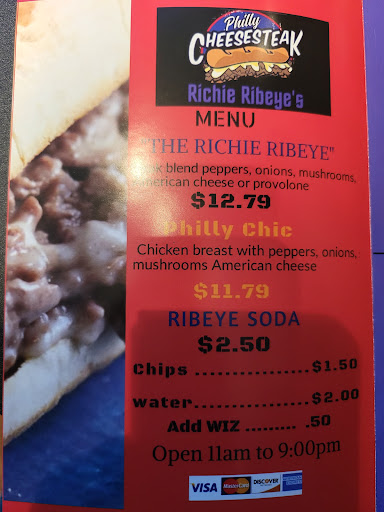 Philly
CHEESESTEAK
Richie Ribeye's
MENU
"THE RICHIE RIBEYE"
blend peppers, onions, mushrooms,
American cheese or provolone
$12.79
Philly Chic
Chicken breast with peppers, onions,
mushrooms American cheese
$11.79
RIBEYE SODA
$2.50
Chips ............... $1.50
water............... $2.00
Add WIZ ......... .50
Open 11am to 9:00pm
VISA MasterCard DISCOVER